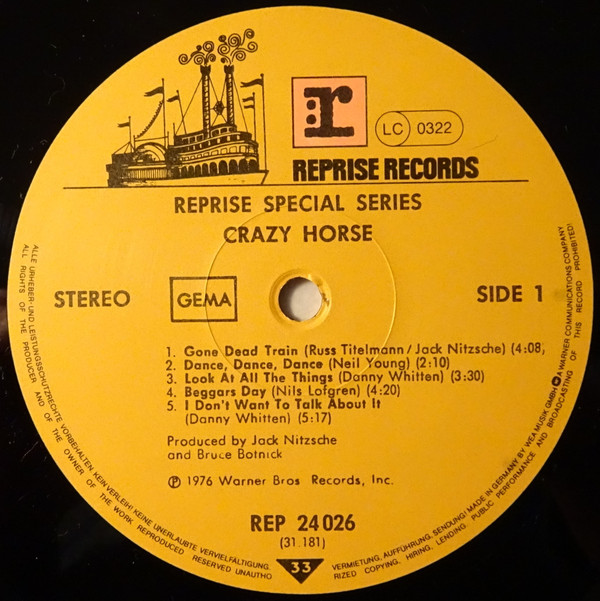 r
LC 0322
REPRISE RECORDS
REPRISE SPECIAL SERIES
CRAZY HORSE
STEREO
GEMA
SIDE 1
1. Gone Dead Train (Russ Titelmann/Jack Nitzsche) (4:08,
2. Dance, Dance, Dance (Neil Young) (2:10)
3. Look At All The Things (Danny Whitten) (3:30)
4. Beggars Day (Nils Lofgren) (4:20)
5. I Don't Want To Talk About It
(Danny Whitten) (5:17)
Produced by Jack Nitzsche
and Bruce Botnick
℗ 1976 Warner Bros Records, Inc.
REP 24 026
(31 181)
33
ALLE URHEBER-UND LEISTUNGSSCHUTZRECHTE VORBEHALTEN KEIN VERLEIH! KEINE UNERLAUBTE VERVIELFÄLTIGUNG,
VERMIETUNG, AUFFÜHRUNG, SENDUNG! MADE IN GERMANY BY WEA MUSIK GMBH A WARNER COMMUNICATIONS COMPANY
ALL RIGHTS OF THE PRODUCER AND OF THE OWNER OF THE WORK REPRODUCED RESERVED UNAUTHO
RIZED COPYING, HIRING, LENDING, PUBLIC PERFORMANCE AND BROADCASTING OF THIS RECORD PROHIBITED!